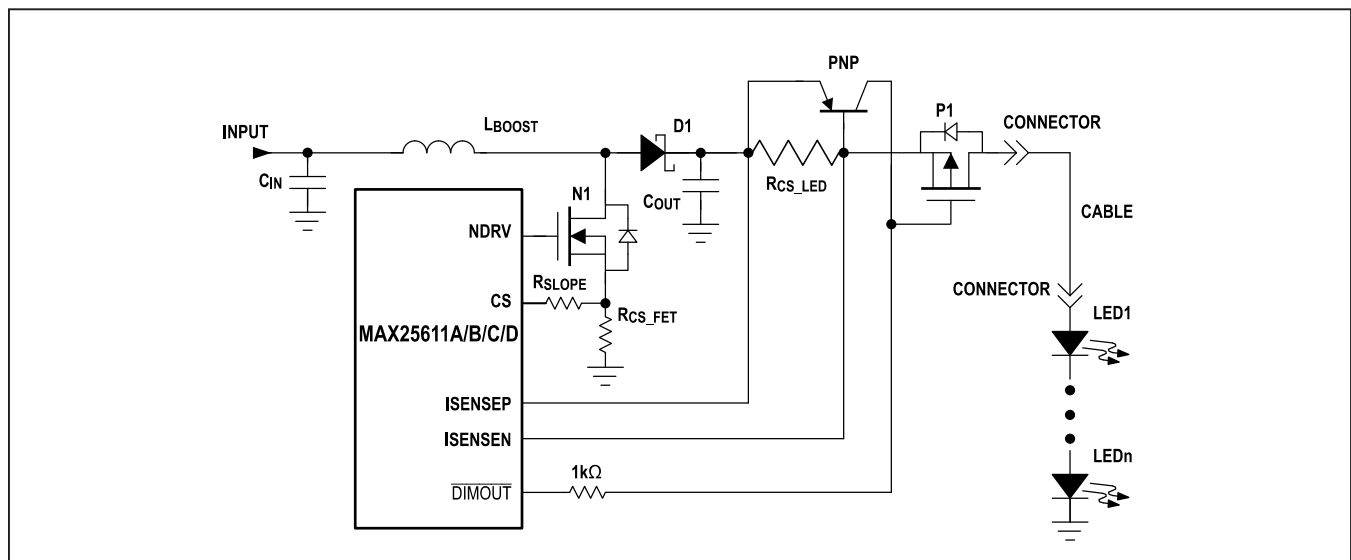 PNP
P1
CONNECTOR
INPUT
LBOOST
D1
CIN
COUT
RCS_LED
N1
CABLE
NDRV
RSLOPE
CONNECTOR
CS
RCS_FET
LED1
MAX25611A/B/C/D
ISENSEP
ISENSEN
LEDn
1kΩ
DIMOUT